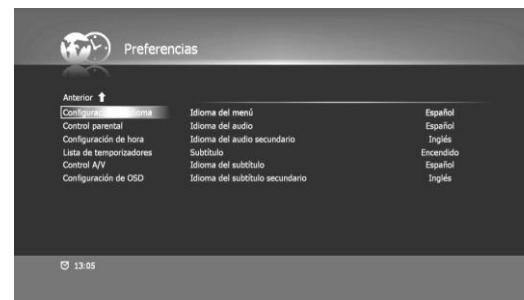 Preferencias
Anterior
Configurac ioma Idioma del menú Español
Control parental Idioma del audio Español
Configuración de hora Idioma del audio secundario Inglés
Lista de temporizadores Subtítulo Encendido
Control A/V Idioma del subtítulo Español
Configuración de OSD Idioma del subtítulo secundario Inglés
13:05